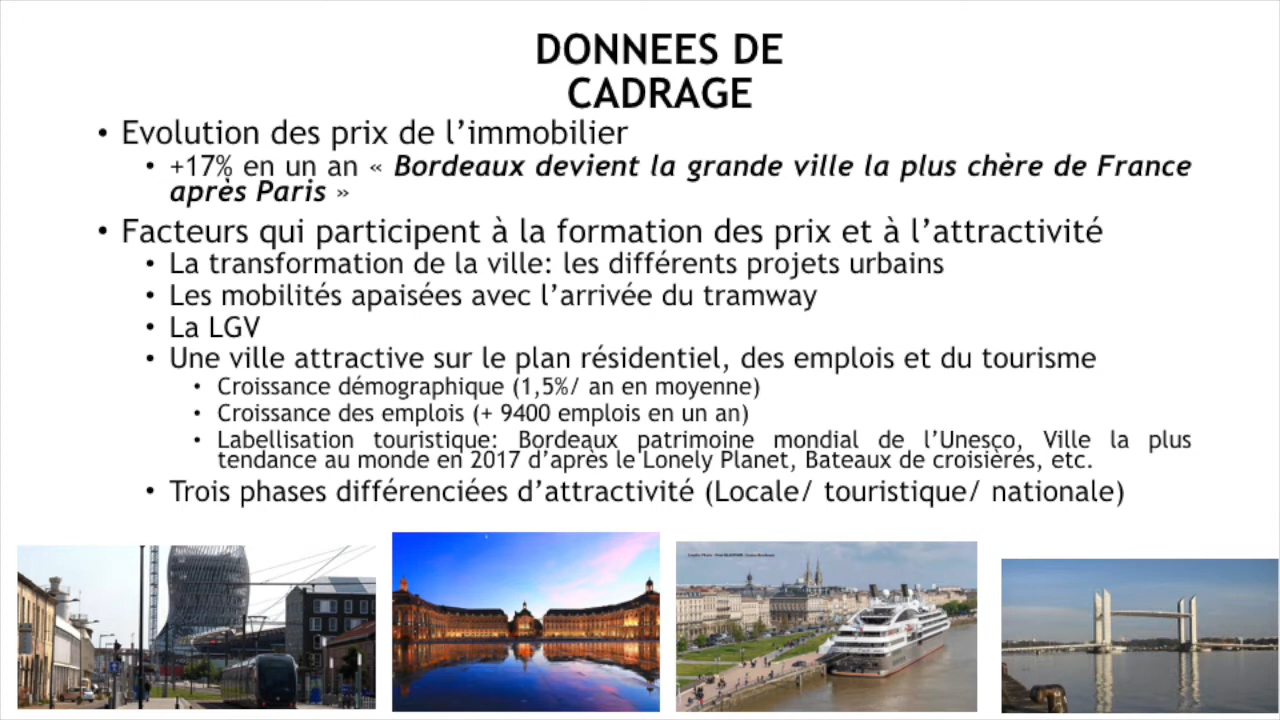 DONNEES DE
CADRAGE
• Evolution des prix de l'immobilier
• +17% en un an « Bordeaux devient la grande ville la plus chère de France
après Paris »
• Facteurs qui participent à la formation des prix et à l'attractivité
• La transformation de la ville: les différents projets urbains
• Les mobilités apaisées avec l'arrivée du tramway
• La LGV
• Une ville attractive sur le plan résidentiel, des emplois et du tourisme
• Croissance démographique (1,5%/ an en moyenne)
• Croissance des emplois (+ 9400 emplois en un an)
• Labellisation touristique: Bordeaux patrimoine mondial de l'Unesco, Ville la plus
tendance au monde en 2017 d'après le Lonely Planet, Bateaux de croisières, etc.
• Trois phases différenciées d'attractivité (Locale/ touristique/ nationale)